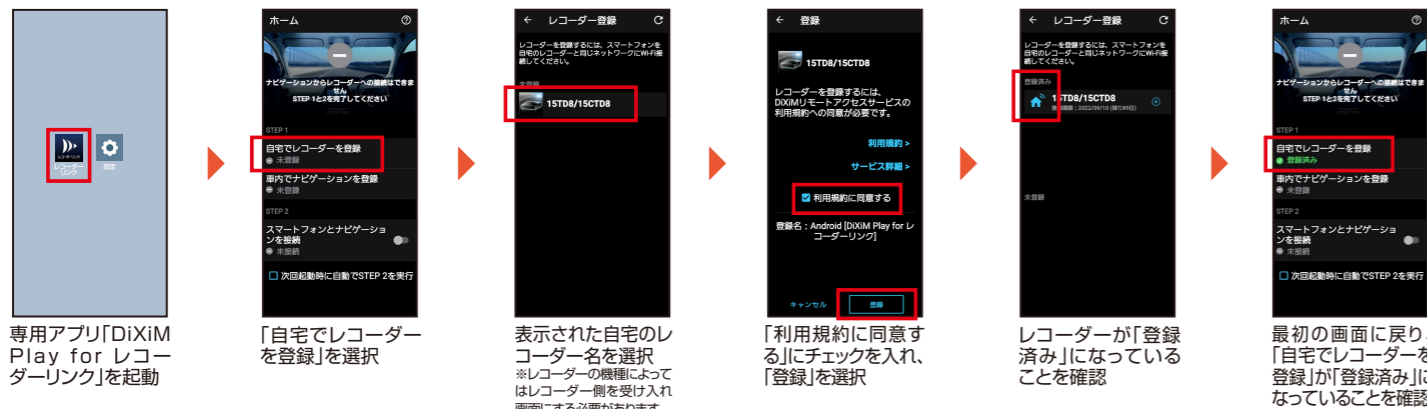 レコーダーリンク
レコーダー
リンク
設定
専用アプリ「DiXiM
Play for レコー
ダーリンク」を起動
ホーム
ナビゲーションからレコーダーへの接続はできま
せん
STEP 1と2を完了してください
STEP 1
自宅でレコーダーを登録
未登録
車内でナビゲーションを登録
未登録
STEP 2
スマートフォンとナビゲーショ
ンを接続
未接続
次回起動時に自動でSTEP 2を実行
「自宅でレコーダー
を登録」を選択
レコーダー登録
レコーダーを登録するには、スマートフォンを
自宅のレコーダーと同じネットワークにWi-Fi接
続してください。
未登録
15TD8/15CTD8
表示された自宅のレ
コーダー名を選択
※レコーダーの機種によって
はレコーダー側を受け入れ
画面にする必要があります
登録
15TD8/15CTD8
レコーダーを登録するには、
DiXiMリモートアクセスサービスの
利用規約への同意が必要です。
利用規約 >
サービス詳細 >
利用規約に同意する
登録名：Android [DiXiM Play for レ
コーダーリンク]
キャンセル
登録
「利用規約に同意す
る」にチェックを入れ、
「登録」を選択
レコーダー登録
レコーダーを登録するには、スマートフォンを
自宅のレコーダーと同じネットワークにWi-Fi接
続してください。
登録済み
15TD8/15CTD8
未登録
レコーダーが「登録
済み」になっている
ことを確認
ホーム
ナビゲーションからレコーダーへの接続はできま
せん
STEP 1と2を完了してください
STEP 1
自宅でレコーダーを登録
登録済み
車内でナビゲーションを登録
未登録
STEP 2
スマートフォンとナビゲーショ
ンを接続
未接続
次回起動時に自動でSTEP 2を実行
最初の画面に戻り、
「自宅でレコーダーを
登録」が「登録済み」に
なっていることを確認